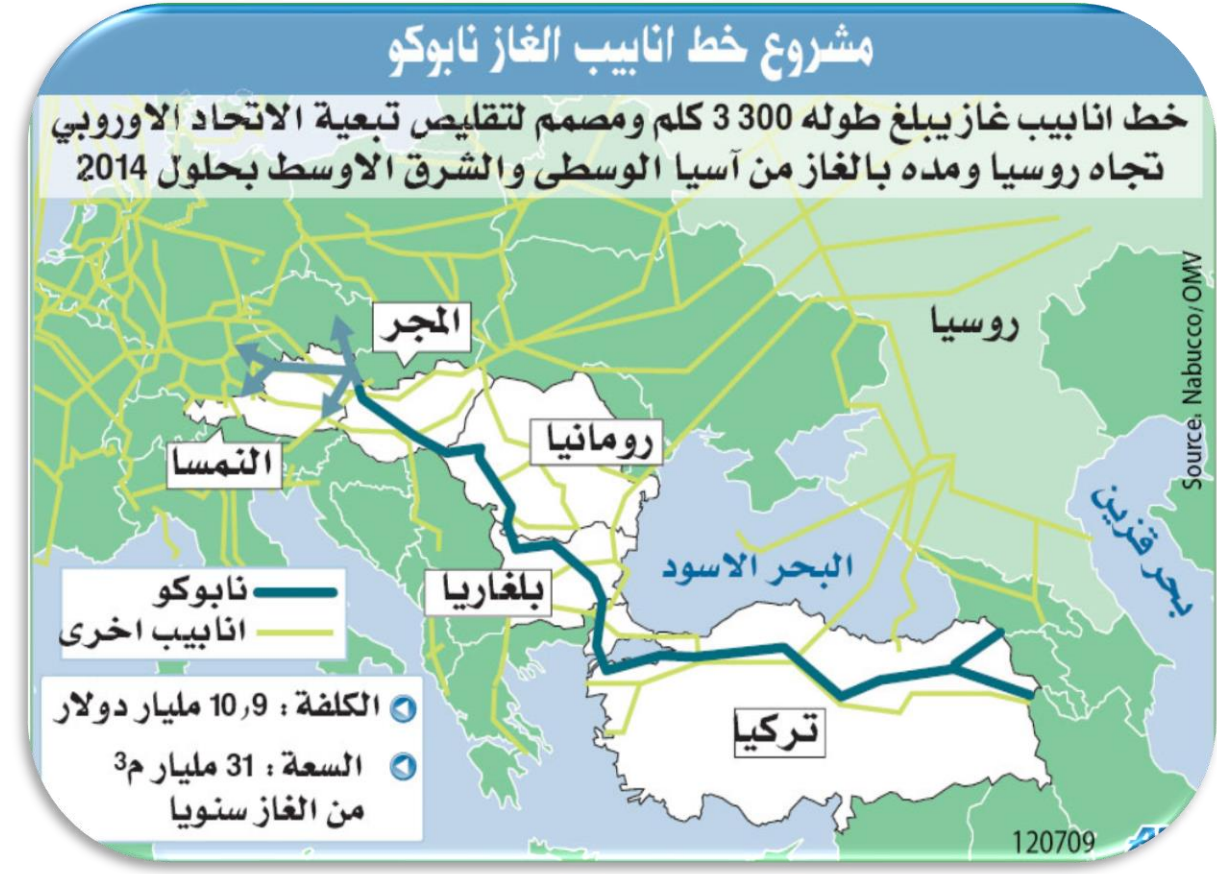 مشروع خط انابيب الغاز نابوكو
خط انابيب غاز يبلغ طوله 300 3 كلم ومصمم لتقليص تبعية الاتحاد الاوروبي
تجاه روسيا ومده بالغاز من آسيا الوسطى والشرق الاوسط بحلول 2014
Source: Nabucco/OMV
روسيا
المجر
رومانيا
النمسا
بحر قزين
البحر الاسود
بلغاريا
نابوكو
انابيب اخرى
تركيا
الكلفة : 10,9 مليار دولار
السعة : 31 مليار م3
من الغاز سنويا
120709